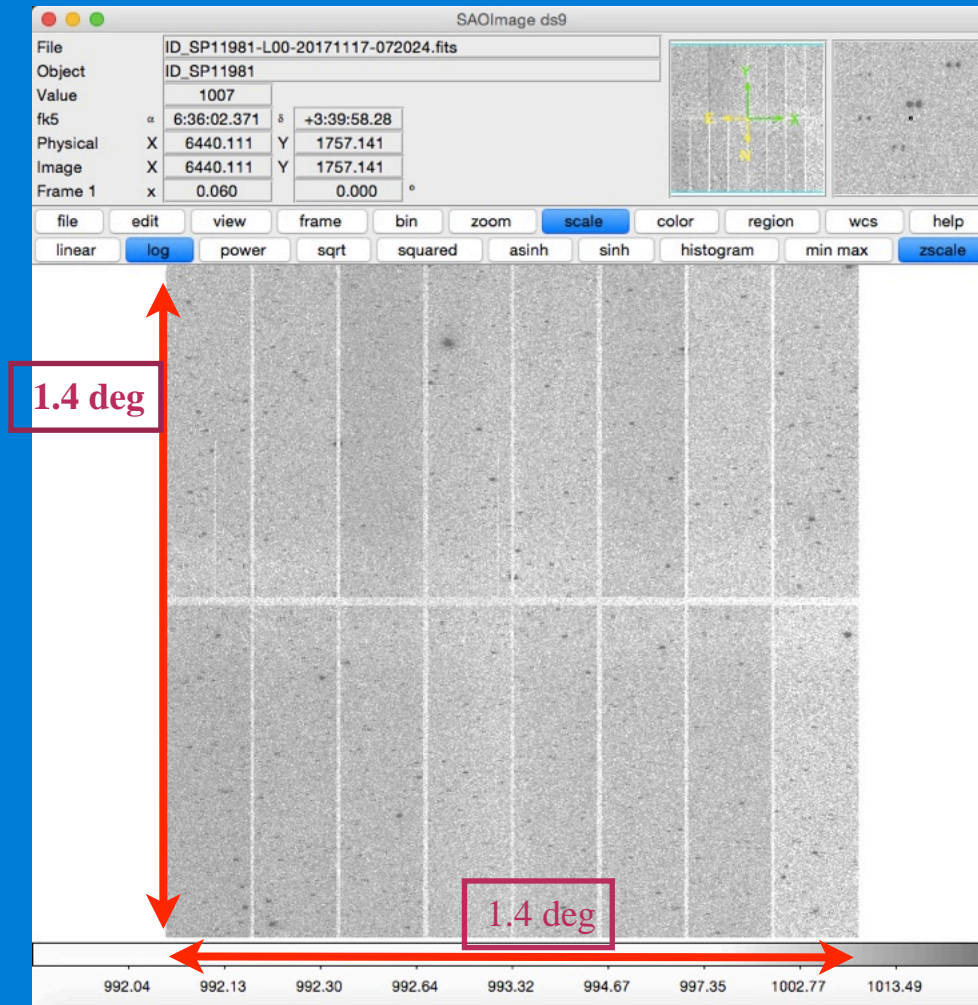 SAOImage ds9
File ID_SP11981-L00-20171117-072024.fits
Object ID_SP11981
Value 1007
fk5 α 6:36:02.371 δ +3:39:58.28
Physical X 6440.111 Y 1757.141
Image X 6440.111 Y 1757.141
Frame 1 x 0.060 0.000 °
Y
E X
N
file edit view frame bin zoom scale color region wcs help
linear log power sqrt squared asinh sinh histogram min max zscale
1.4 deg
1.4 deg
992.04 992.13 992.30 992.64 993.32 994.67 997.35 1002.77 1013.49